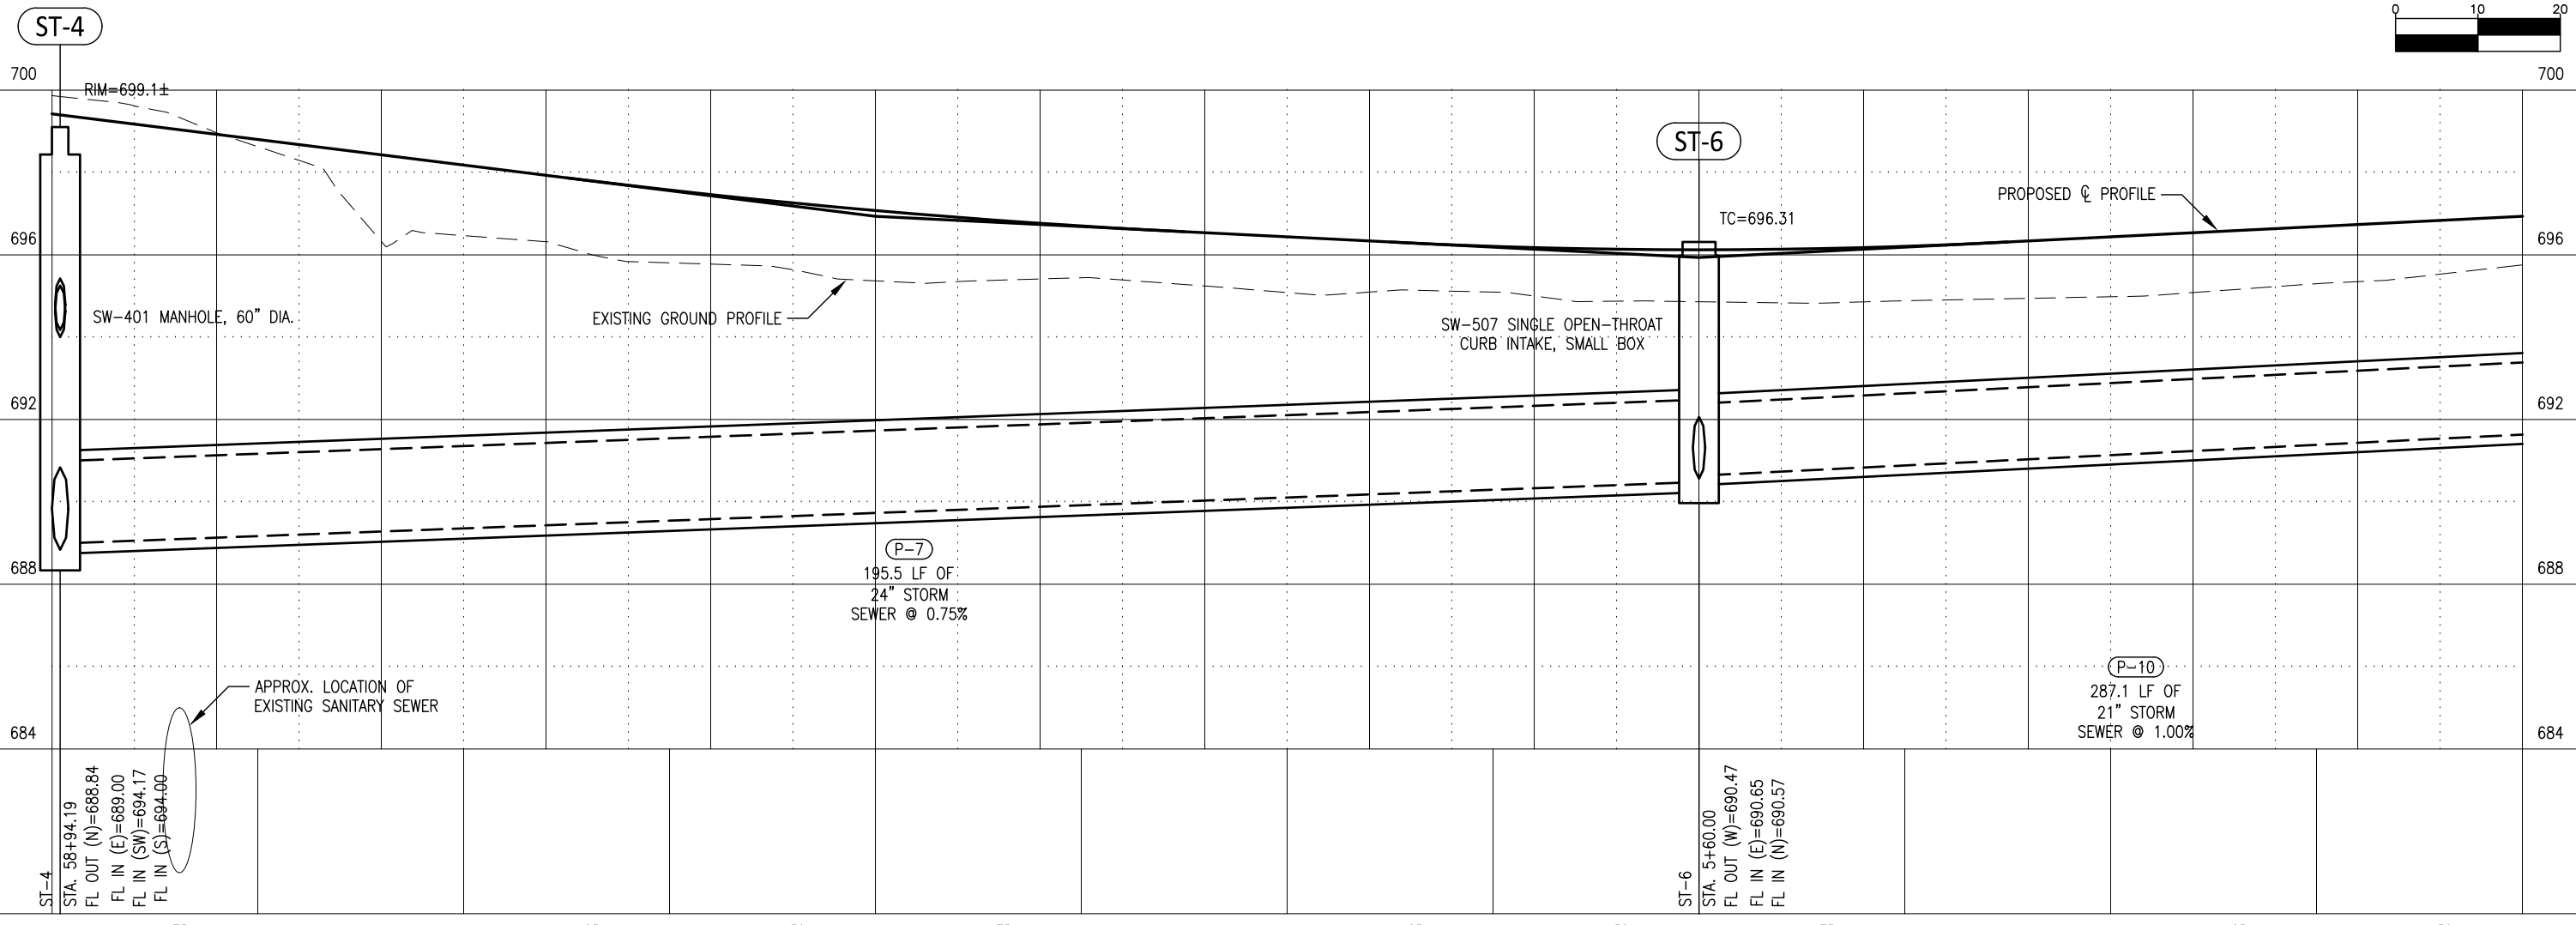 ST-4
0 10 20
700
700
RIM=699.1±
ST-6
PROPOSED ℄ PROFILE
TC=696.31
696
696
SW-401 MANHOLE, 60" DIA.
EXISTING GROUND PROFILE
SW-507 SINGLE OPEN-THROAT
CURB INTAKE, SMALL BOX
692
692
P-7
195.5 LF OF
24" STORM
SEWER @ 0.75%
688
688
P-10
287.1 LF OF
21" STORM
SEWER @ 1.00%
APPROX. LOCATION OF
EXISTING SANITARY SEWER
684
684
ST-4
STA. 58+94.19
FL OUT (N)=688.84
FL IN (E)=689.00
FL IN (SW)=694.17
FL IN (S)=694.00
ST-6
STA. 5+60.00
FL OUT (W)=690.47
FL IN (E)=690.65
FL IN (N)=690.57